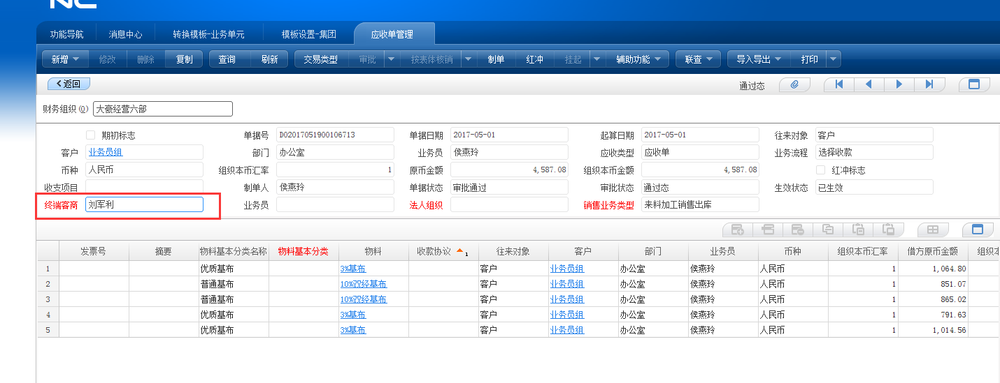 NC
功能导航 消息中心 转换模板-业务单元 模板设置-集团 应收单管理
新增 修改 删除 复制 查询 刷新 交易类型 审批 按表体核销 制单 红冲 挂起 辅助功能 联查 导入导出 打印
返回 通过态
财务组织(O) 大豪经营六部
期初标志 单据号 D02017051900106713 单据日期 2017-05-01 起算日期 2017-05-01 往来对象 客户
客户 业务员组 部门 办公室 业务员 侯燕玲 应收类型 应收单 业务流程 选择收款
币种 人民币 组织本币汇率 1 原币金额 4,587.08 组织本币金额 4,587.08 红冲标志
收支项目 制单人 侯燕玲 单据状态 审批通过 审批状态 通过态 生效状态 已生效
终端客商 刘军利 业务员 法人组织 销售业务类型 来料加工销售出库
发票号 摘要 物料基本分类名称 物料基本分类 物料 收款协议 1 往来对象 客户 部门 业务员 币种 组织本币汇率 借方原币金额 组织本
1 优质基布 3%基布 客户 业务员组 办公室 侯燕玲 人民币 1 1,064.80
2 普通基布 10%双经基布 客户 业务员组 办公室 侯燕玲 人民币 1 851.07
3 普通基布 10%双经基布 客户 业务员组 办公室 侯燕玲 人民币 1 865.02
4 优质基布 3%基布 客户 业务员组 办公室 侯燕玲 人民币 1 791.63
5 优质基布 3%基布 客户 业务员组 办公室 侯燕玲 人民币 1 1,014.56